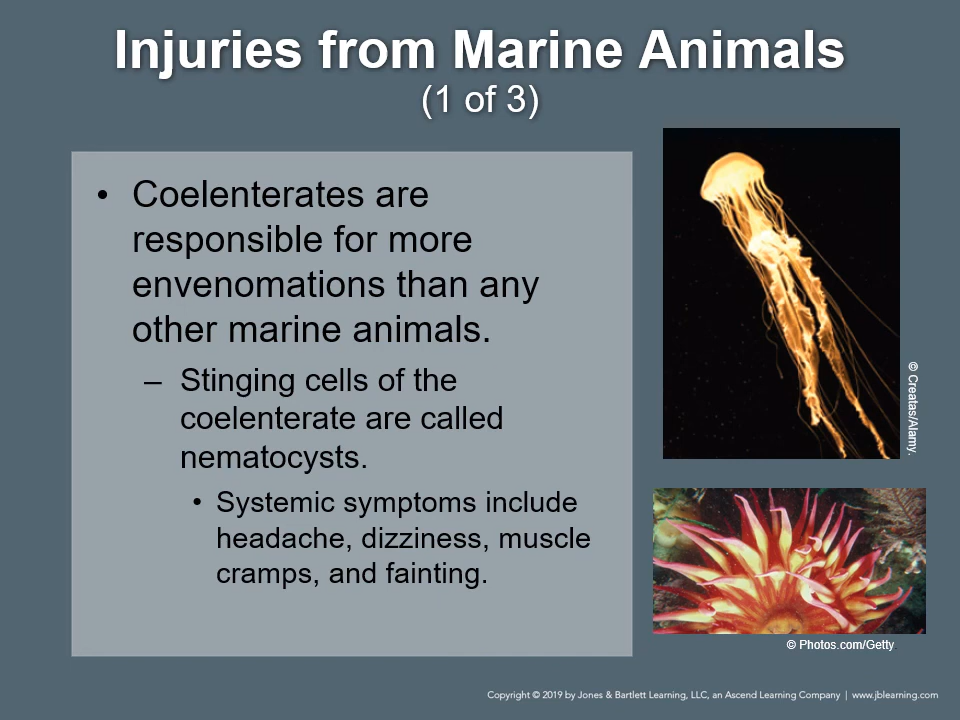 Injuries from Marine Animals
(1 of 3)
• Coelenterates are
responsible for more
envenomations than any
other marine animals.
– Stinging cells of the
coelenterate are called
nematocysts.
• Systemic symptoms include
headache, dizziness, muscle
cramps, and fainting.
© Creatas/Alamy.
© Photos.com/Getty.
Copyright © 2019 by Jones & Bartlett Learning, LLC, an Ascend Learning Company | www.jblearning.com